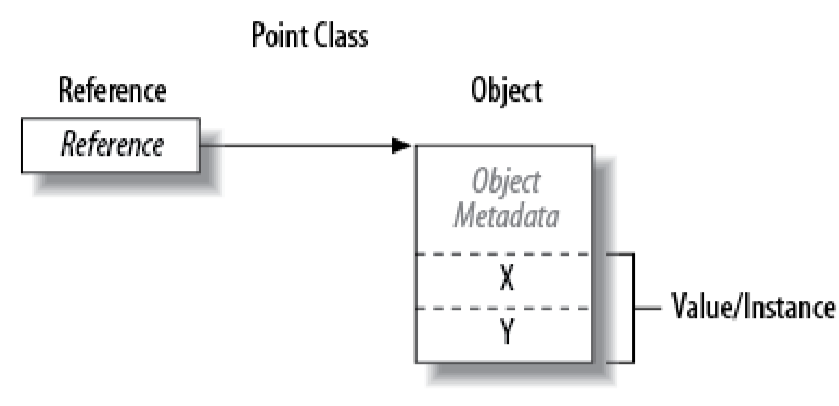 Point Class
Reference
Object
Reference
Object
Metadata
X
Value/Instance
Y